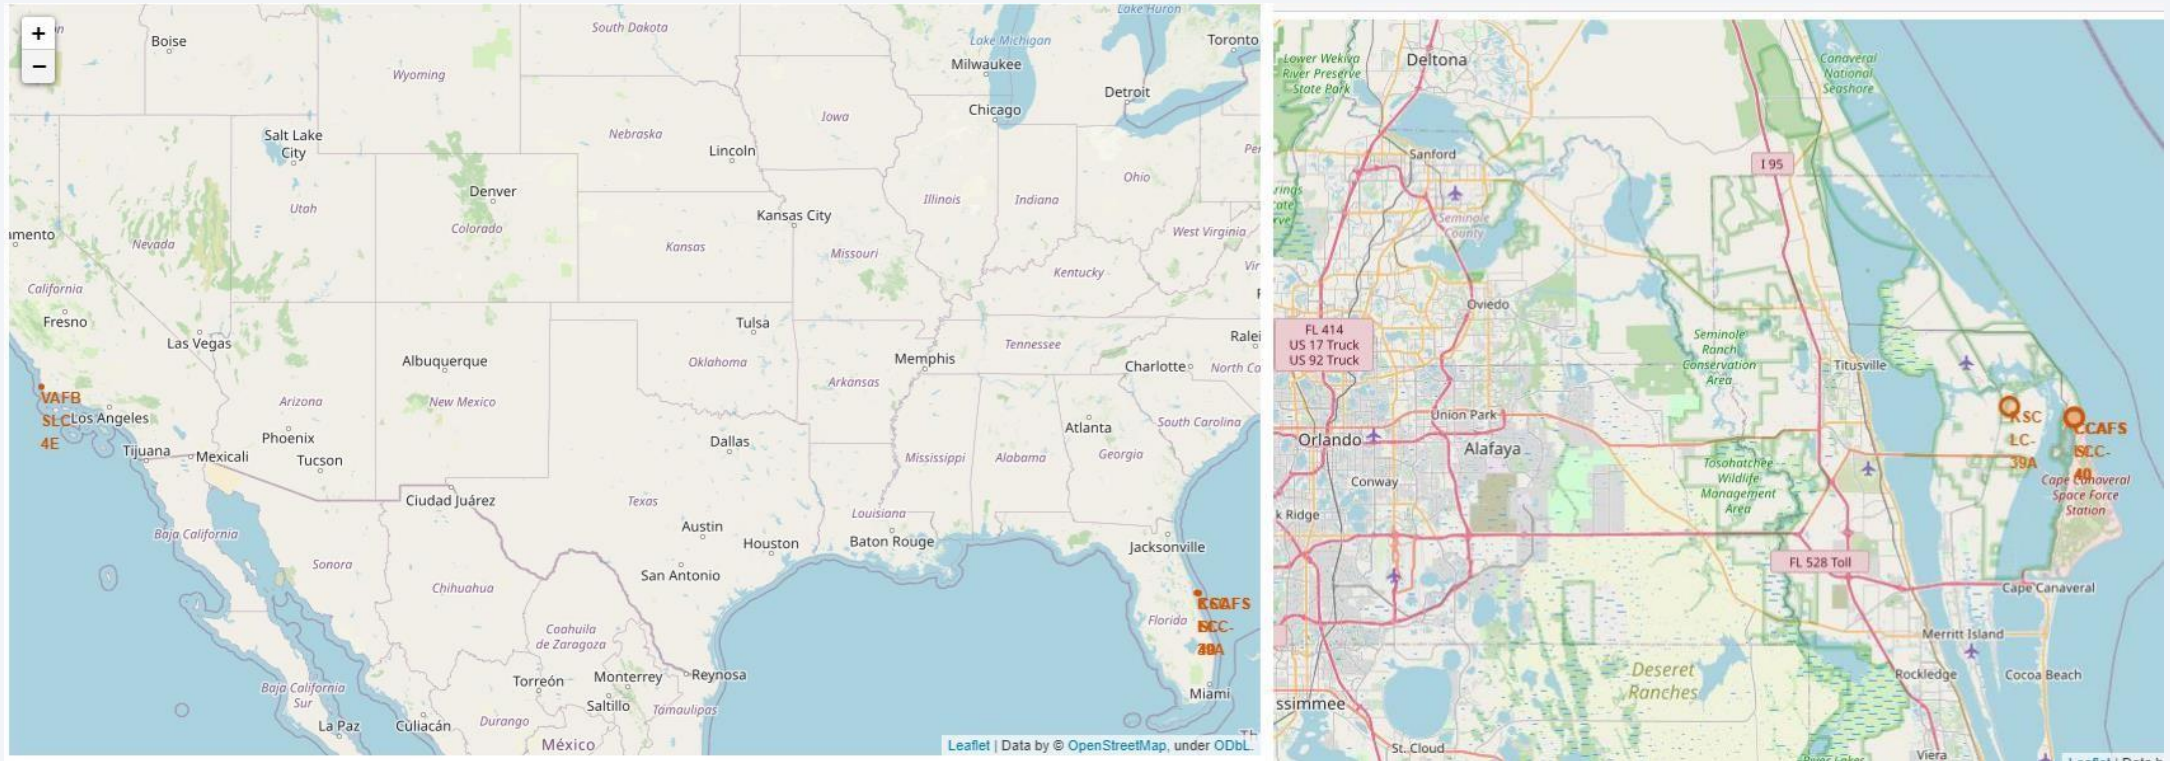 +
−
Boise
South Dakota
Lake Huron
Lake Michigan
Toronto
Milwaukee
Wyoming
Detroit
Chicago
Iowa
Salt Lake
City
Nebraska
Lincoln
Denver
Ohio
Utah
Illinois
Indiana
Kansas City
Colorado
amento
Nevada
Kansas
Missouri
West Virginia
Kentucky
California
Fresno
Las Vegas
Tulsa
Tennessee
Memphis
Albuquerque
Oklahoma
Charlotte
North Ca
Arkansas
VAFB
SLC-
4E
Los Angeles
Arizona
New Mexico
Phoenix
Dallas
Atlanta
South Carolina
Tijuana
Mexicali
Tucson
Mississippi
Alabama
Georgia
Ciudad Juárez
Texas
Louisiana
Austin
Baja California
Houston
Baton Rouge
Jacksonville
Sonora
San Antonio
Chihuahua
CCAFS
Florida
Coahuila
de Zaragoza
Reynosa
Torreón
Monterrey
Baja California
Sur
Saltillo
Tamaulipas
Miami
La Paz
Culiacán
Durango
México
Leaflet | Data by © OpenStreetMap, under ODbL.
Lower Wekiva
River Preserve
State Park
Deltona
Canaveral
National
Seashore
Sanford
I 95
Seminole
County
Oviedo
FL 414
US 17 Truck
US 92 Truck
Seminole
Ranch
Conservation
Area
Titusville
Union Park
KSC
LC-
39A
CCAFS
SLC-
40
Orlando
Alafaya
Tosohatchee
Wildlife
Management
Area
Conway
Cape Canaveral
Space Force
Station
k Ridge
FL 528 Toll
Cape Canaveral
Merritt Island
Deseret
Ranches
Rockledge
Cocoa Beach
ssimmee
St. Cloud
Viera